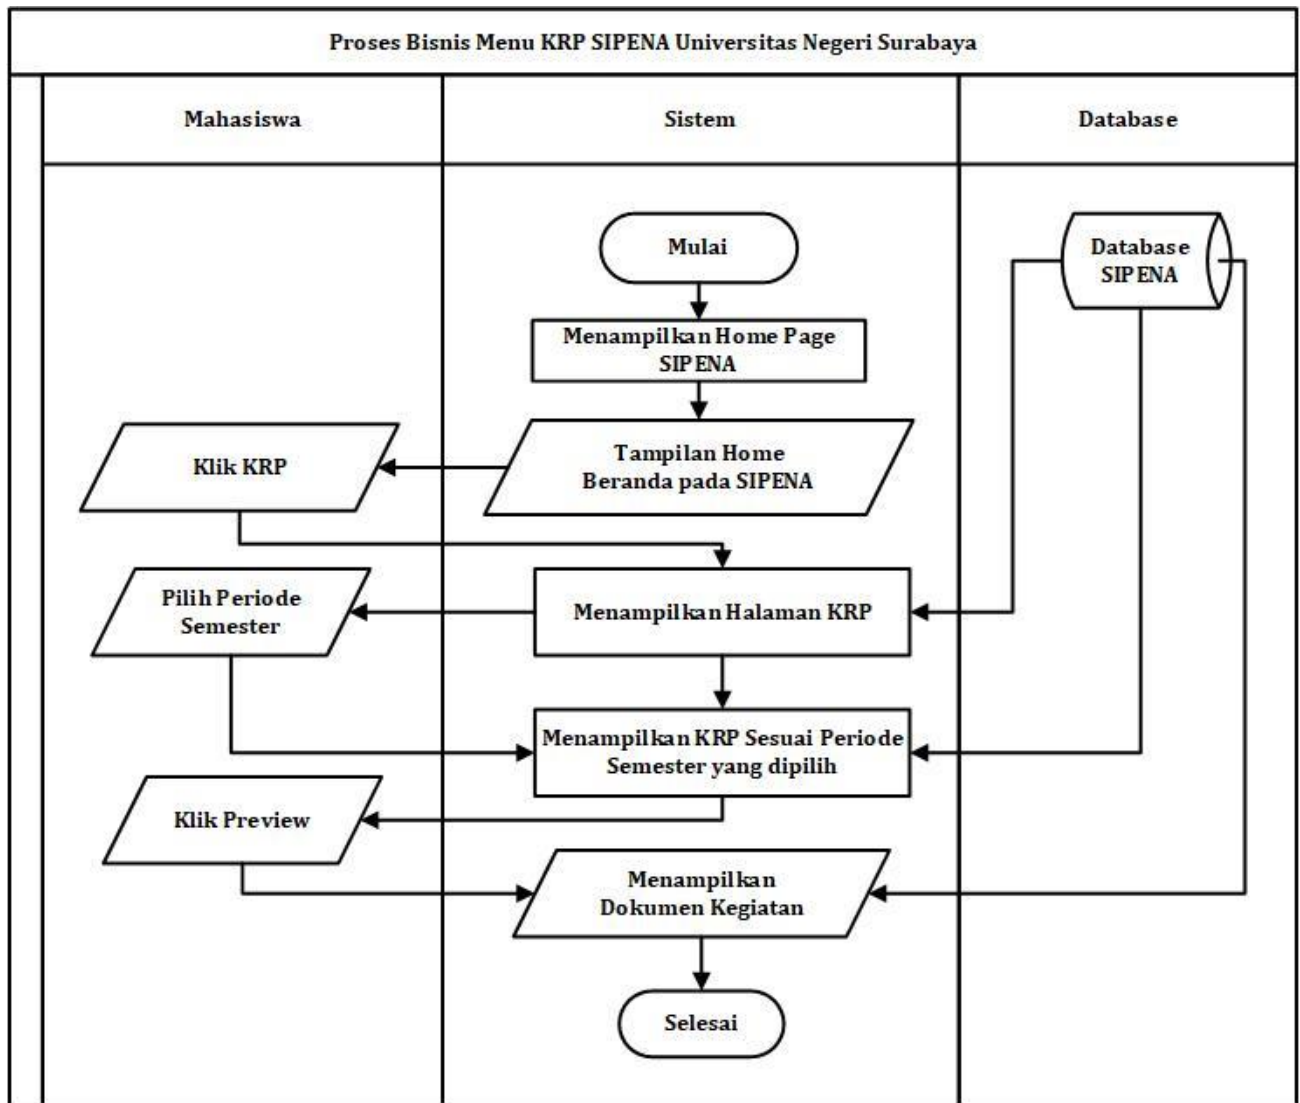 Proses Bisnis Menu KRP SIPENA Universitas Negeri Surabaya
Mahasiswa
Sistem
Database
Mulai
Database
SIPENA
Menampilkan Home Page
SIPENA
Klik KRP
Tampilan Home
Beranda pada SIPENA
Pilih Periode
Semester
Menampilkan Halaman KRP
Menampilkan KRP Sesuai Periode
Semester yang dipilih
Klik Preview
Menampilkan
Dokumen Kegiatan
Selesai